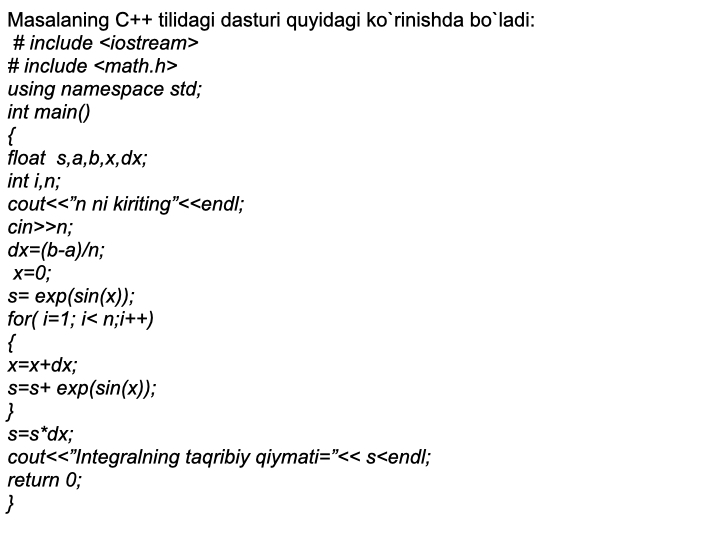 Masalaning C++ tilidagi dasturi quyidagi ko`rinishda bo`ladi:
# include <iostream>
# include <math.h>
using namespace std;
int main()
{
float  s,a,b,x,dx;
int i,n;
cout<<”n ni kiriting”<<endl;
cin>>n;
dx=(b-a)/n;
x=0;
s= exp(sin(x));
for( i=1; i< n;i++)
{
x=x+dx;
s=s+ exp(sin(x));
}
s=s*dx;
cout<<”Integralning taqribiy qiymati=”<< s<endl;
return 0;
}